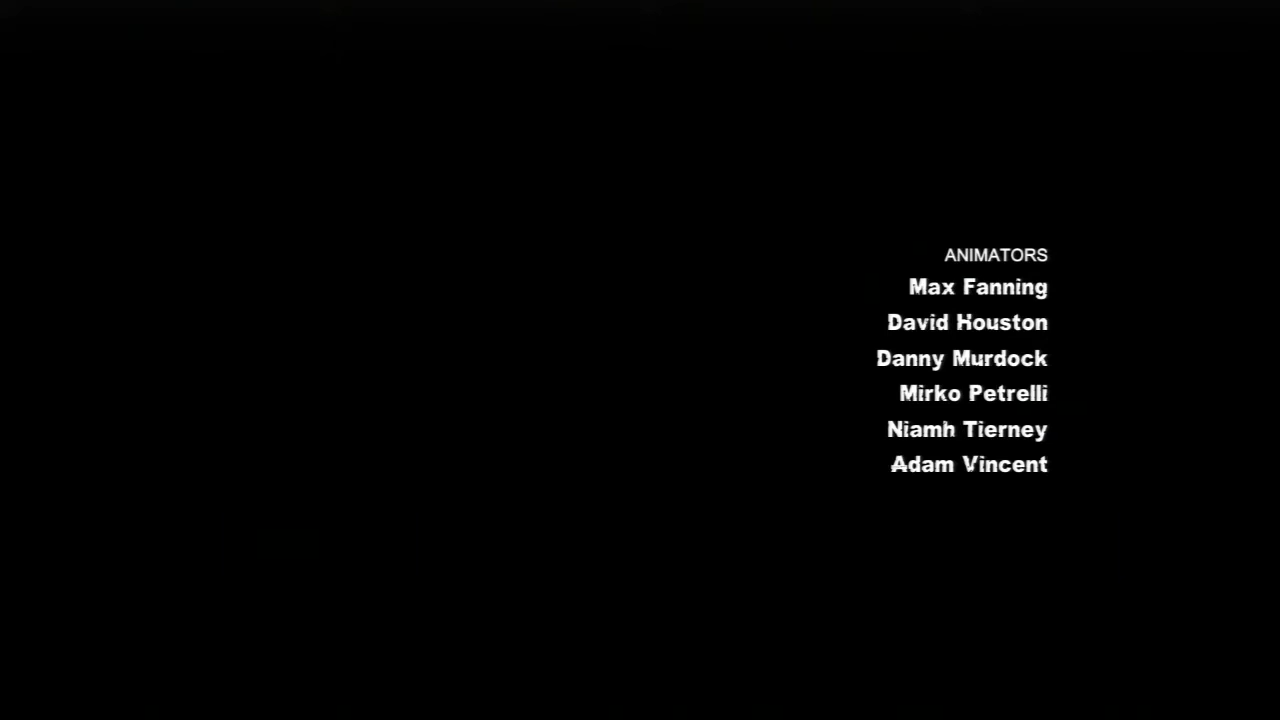 ANIMATORS
Max Fanning
David Houston
Danny Murdock
Mirko Petrelli
Niamh Tierney
Adam Vincent